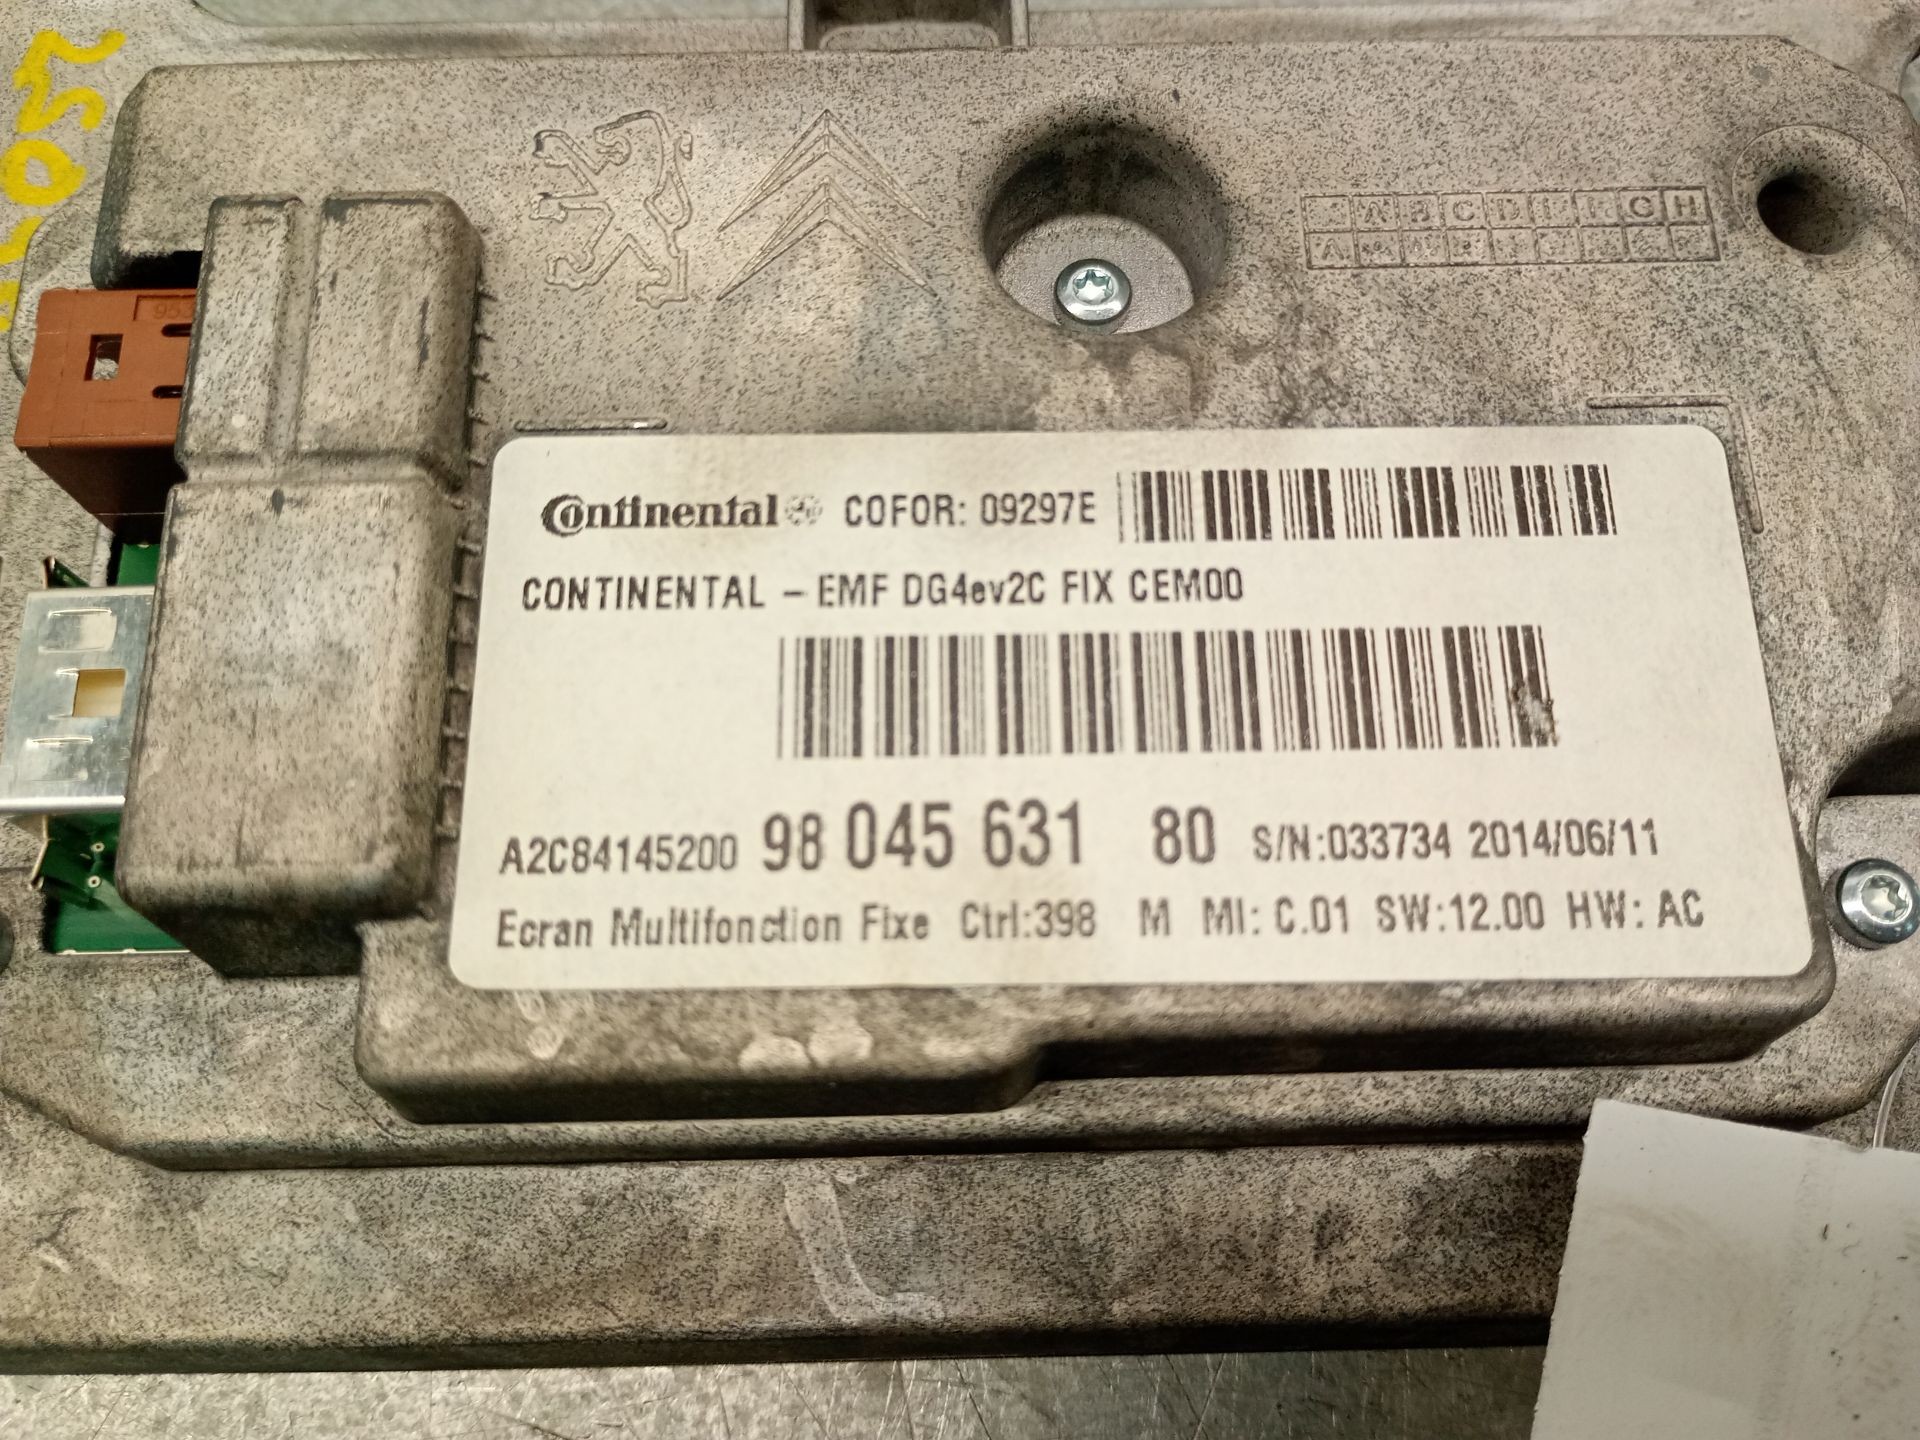 Continental COFOR: 09297E
CONTINENTAL - EMF DG4ev2C FIX CEM00
A2C84145200 98 045 631 80 S/N:033734 2014/06/11
Ecran Multifonction Fixe Ctrl:398 M MI: C.01 SW:12.00 HW: AC